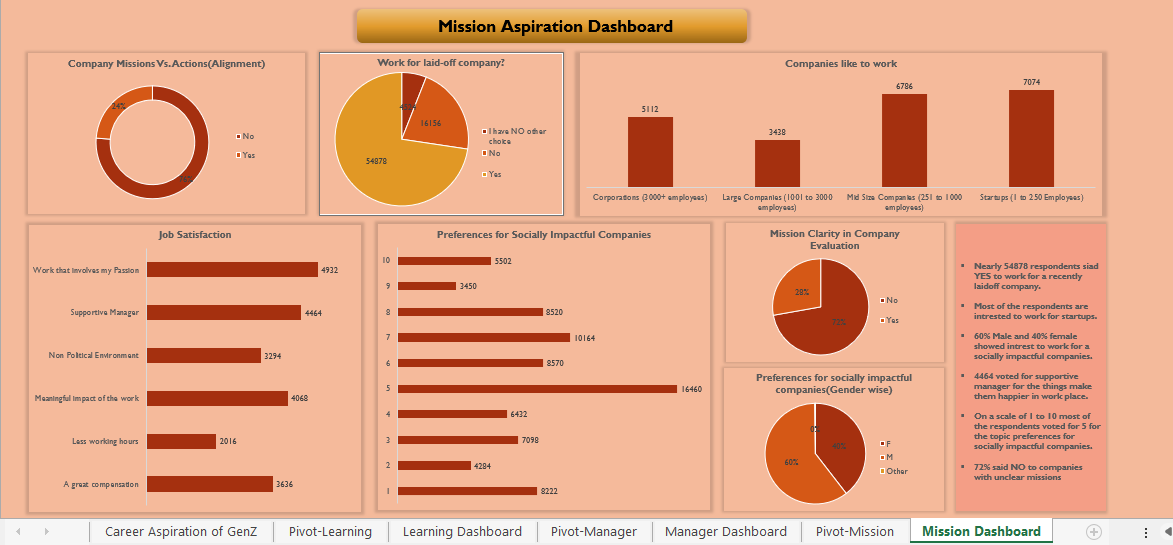 Mission Aspiration Dashboard
Company Missions Vs. Actions(Alignment)
24%
No
Yes
Work for laid-off company?
16156
54878
I have NO other
choice
No
Yes
Companies like to work
5112
3438
6786
7074
Corporations (3000+ employees)
Large Companies (1001 to 3000
employees)
Mid Size Companies (251 to 1000
employees)
Startups (1 to 250 Employees)
Job Satisfaction
Work that involves my Passion
4932
Supportive Manager
4464
Non Political Environment
3294
Meaningful impact of the work
4068
Less working hours
2016
A great compensation
3636
Preferences for Socially Impactful Companies
10 5502
9 3450
8 8520
7 10164
6 8570
5 16460
4 6432
3 7098
2 4284
1 8222
Mission Clarity in Company
Evaluation
28%
72%
No
Yes
Preferences for socially impactful
companies(Gender wise)
0%
40%
60%
F
M
Other
▪ Nearly 54878 respondents siad
YES to work for a recently
laidoff company.
▪ Most of the respondents are
intrested to work for startups.
▪ 60% Male and 40% female
showed intrest to work for a
socially impactful companies.
▪ 4464 voted for supportive
manager for the things make
them happier in work place.
▪ On a scale of 1 to 10 most of
the respondents voted for 5 for
the topic preferences for
socially impactful companies.
▪ 72% said NO to companies
with unclear missions
Career Aspiration of GenZ
Pivot-Learning
Learning Dashboard
Pivot-Manager
Manager Dashboard
Pivot-Mission
Mission Dashboard